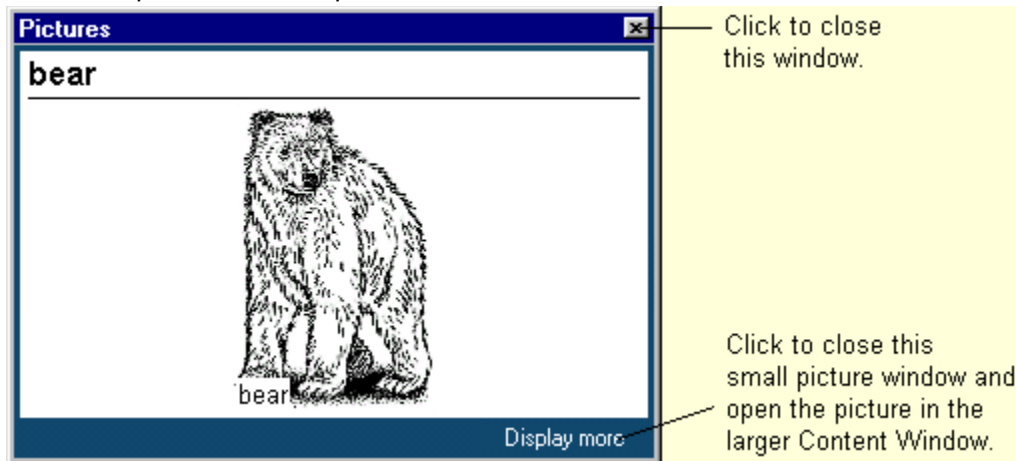 Pictures
Click to close
this window.
bear
bear
Click to close this
small picture window and
open the picture in the
larger Content Window.
Display more